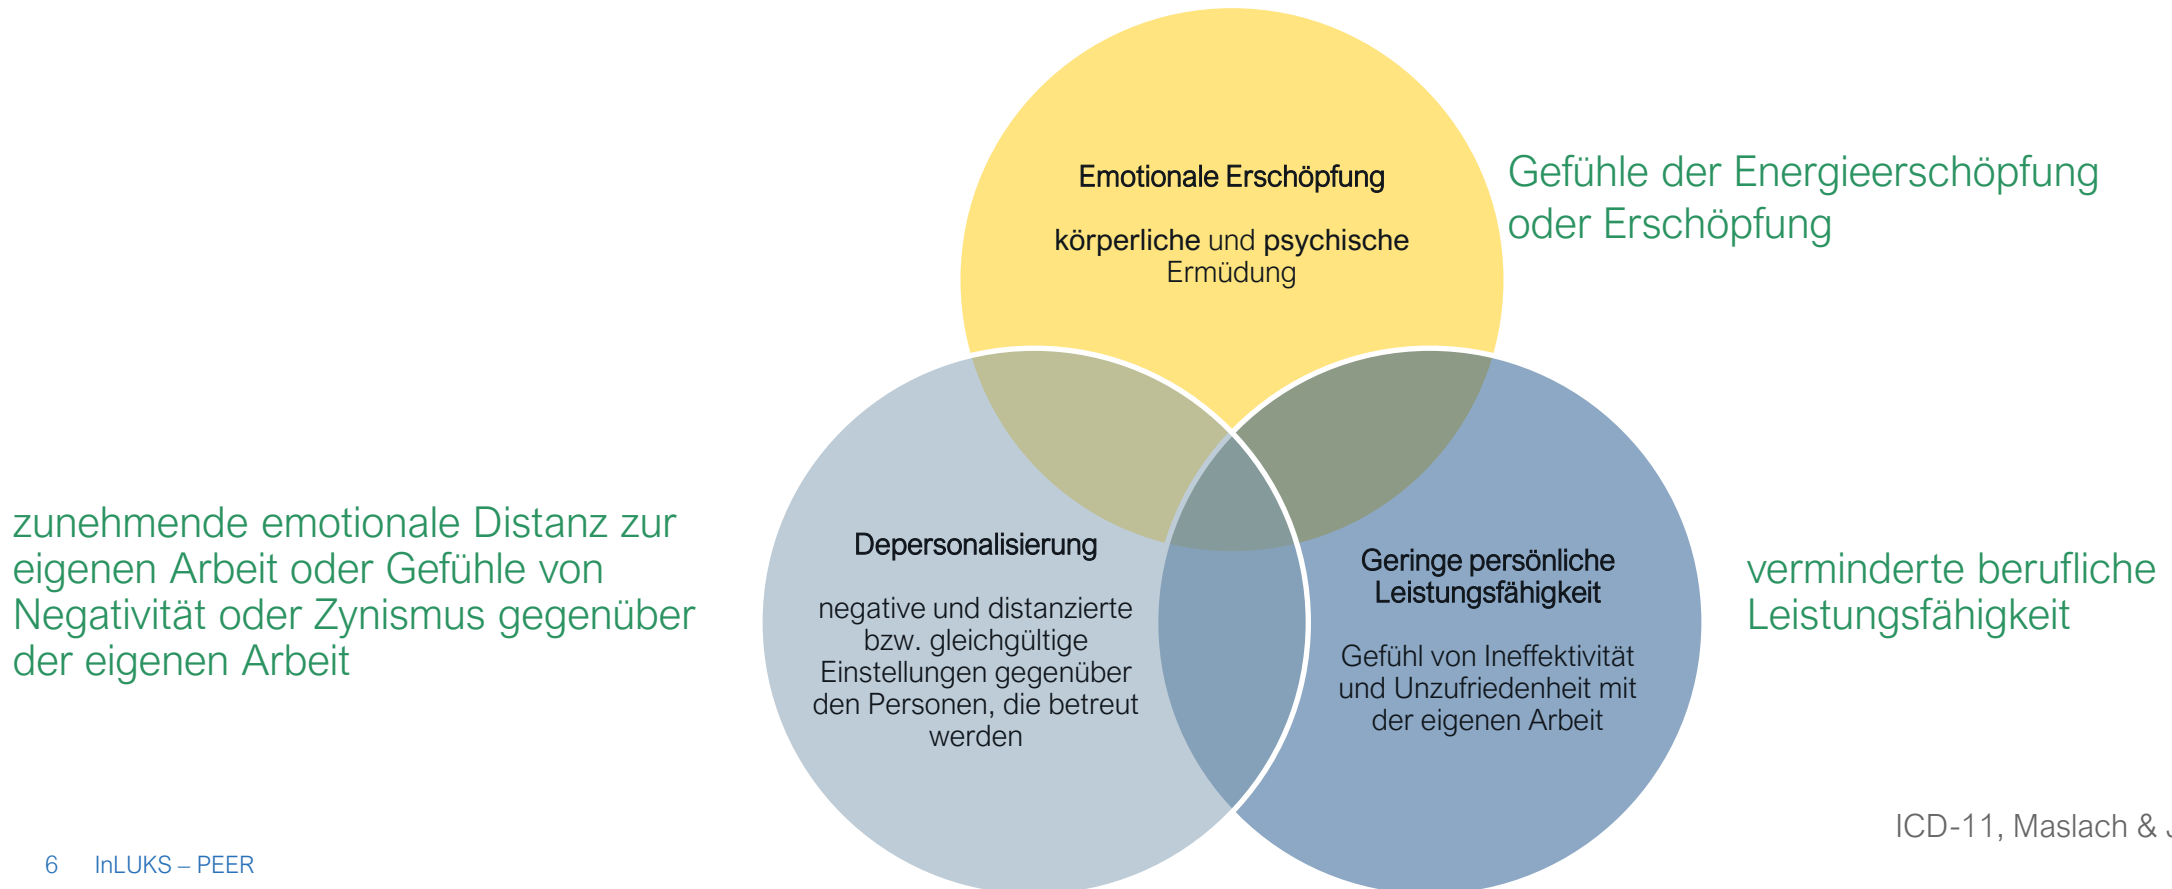 Emotionale Erschöpfung
körperliche und psychische
Ermüdung
Gefühle der Energieerschöpfung
oder Erschöpfung
zunehmende emotionale Distanz zur
eigenen Arbeit oder Gefühle von
Negativität oder Zynismus gegenüber
der eigenen Arbeit
Depersonalisierung
negative und distanzierte
bzw. gleichgültige
Einstellungen gegenüber
den Personen, die betreut
werden
Geringe persönliche
Leistungsfähigkeit
Gefühl von Ineffektivität
und Unzufriedenheit mit
der eigenen Arbeit
verminderte berufliche
Leistungsfähigkeit
ICD-11, Maslach &
6 InLUKS – PEER